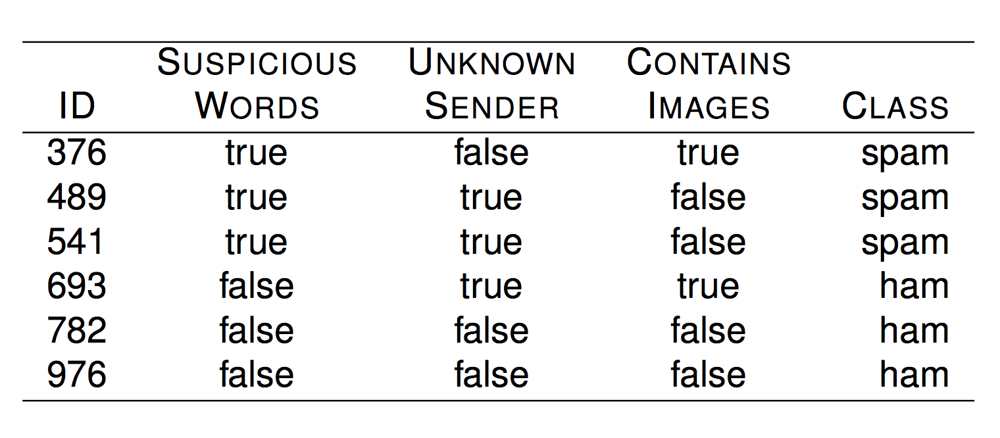 SUSPICIOUS UNKNOWN CONTAINS
ID WORDS SENDER IMAGES CLASS
376 true false true spam
489 true true false spam
541 true true false spam
693 false true true ham
782 false false false ham
976 false false false ham